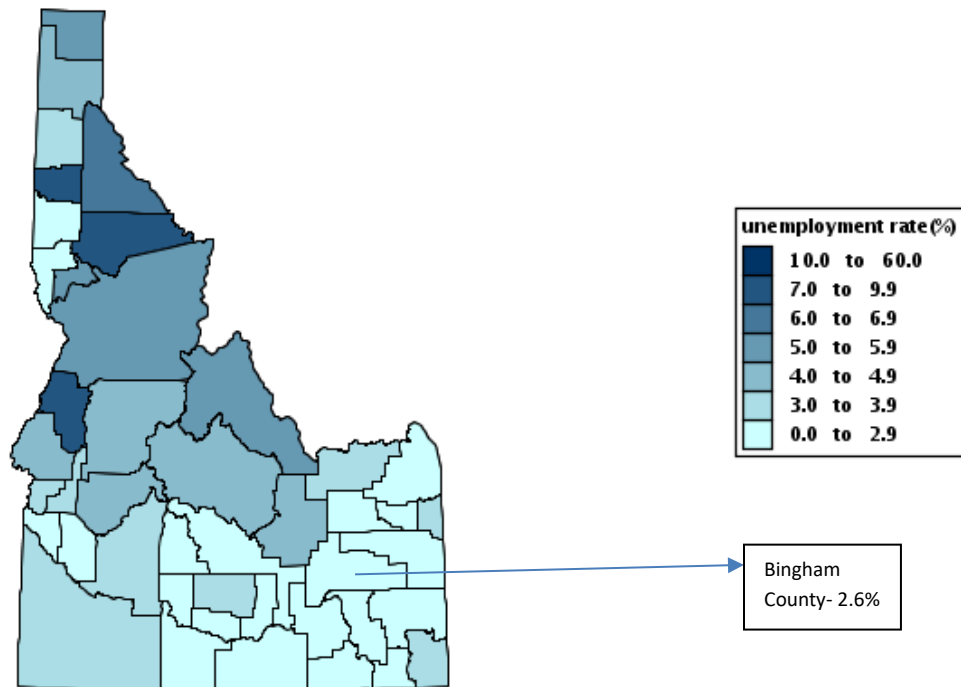 unemployment rate(%)
10.0 to 60.0
7.0 to 9.9
6.0 to 6.9
5.0 to 5.9
4.0 to 4.9
3.0 to 3.9
0.0 to 2.9
Bingham
County- 2.6%